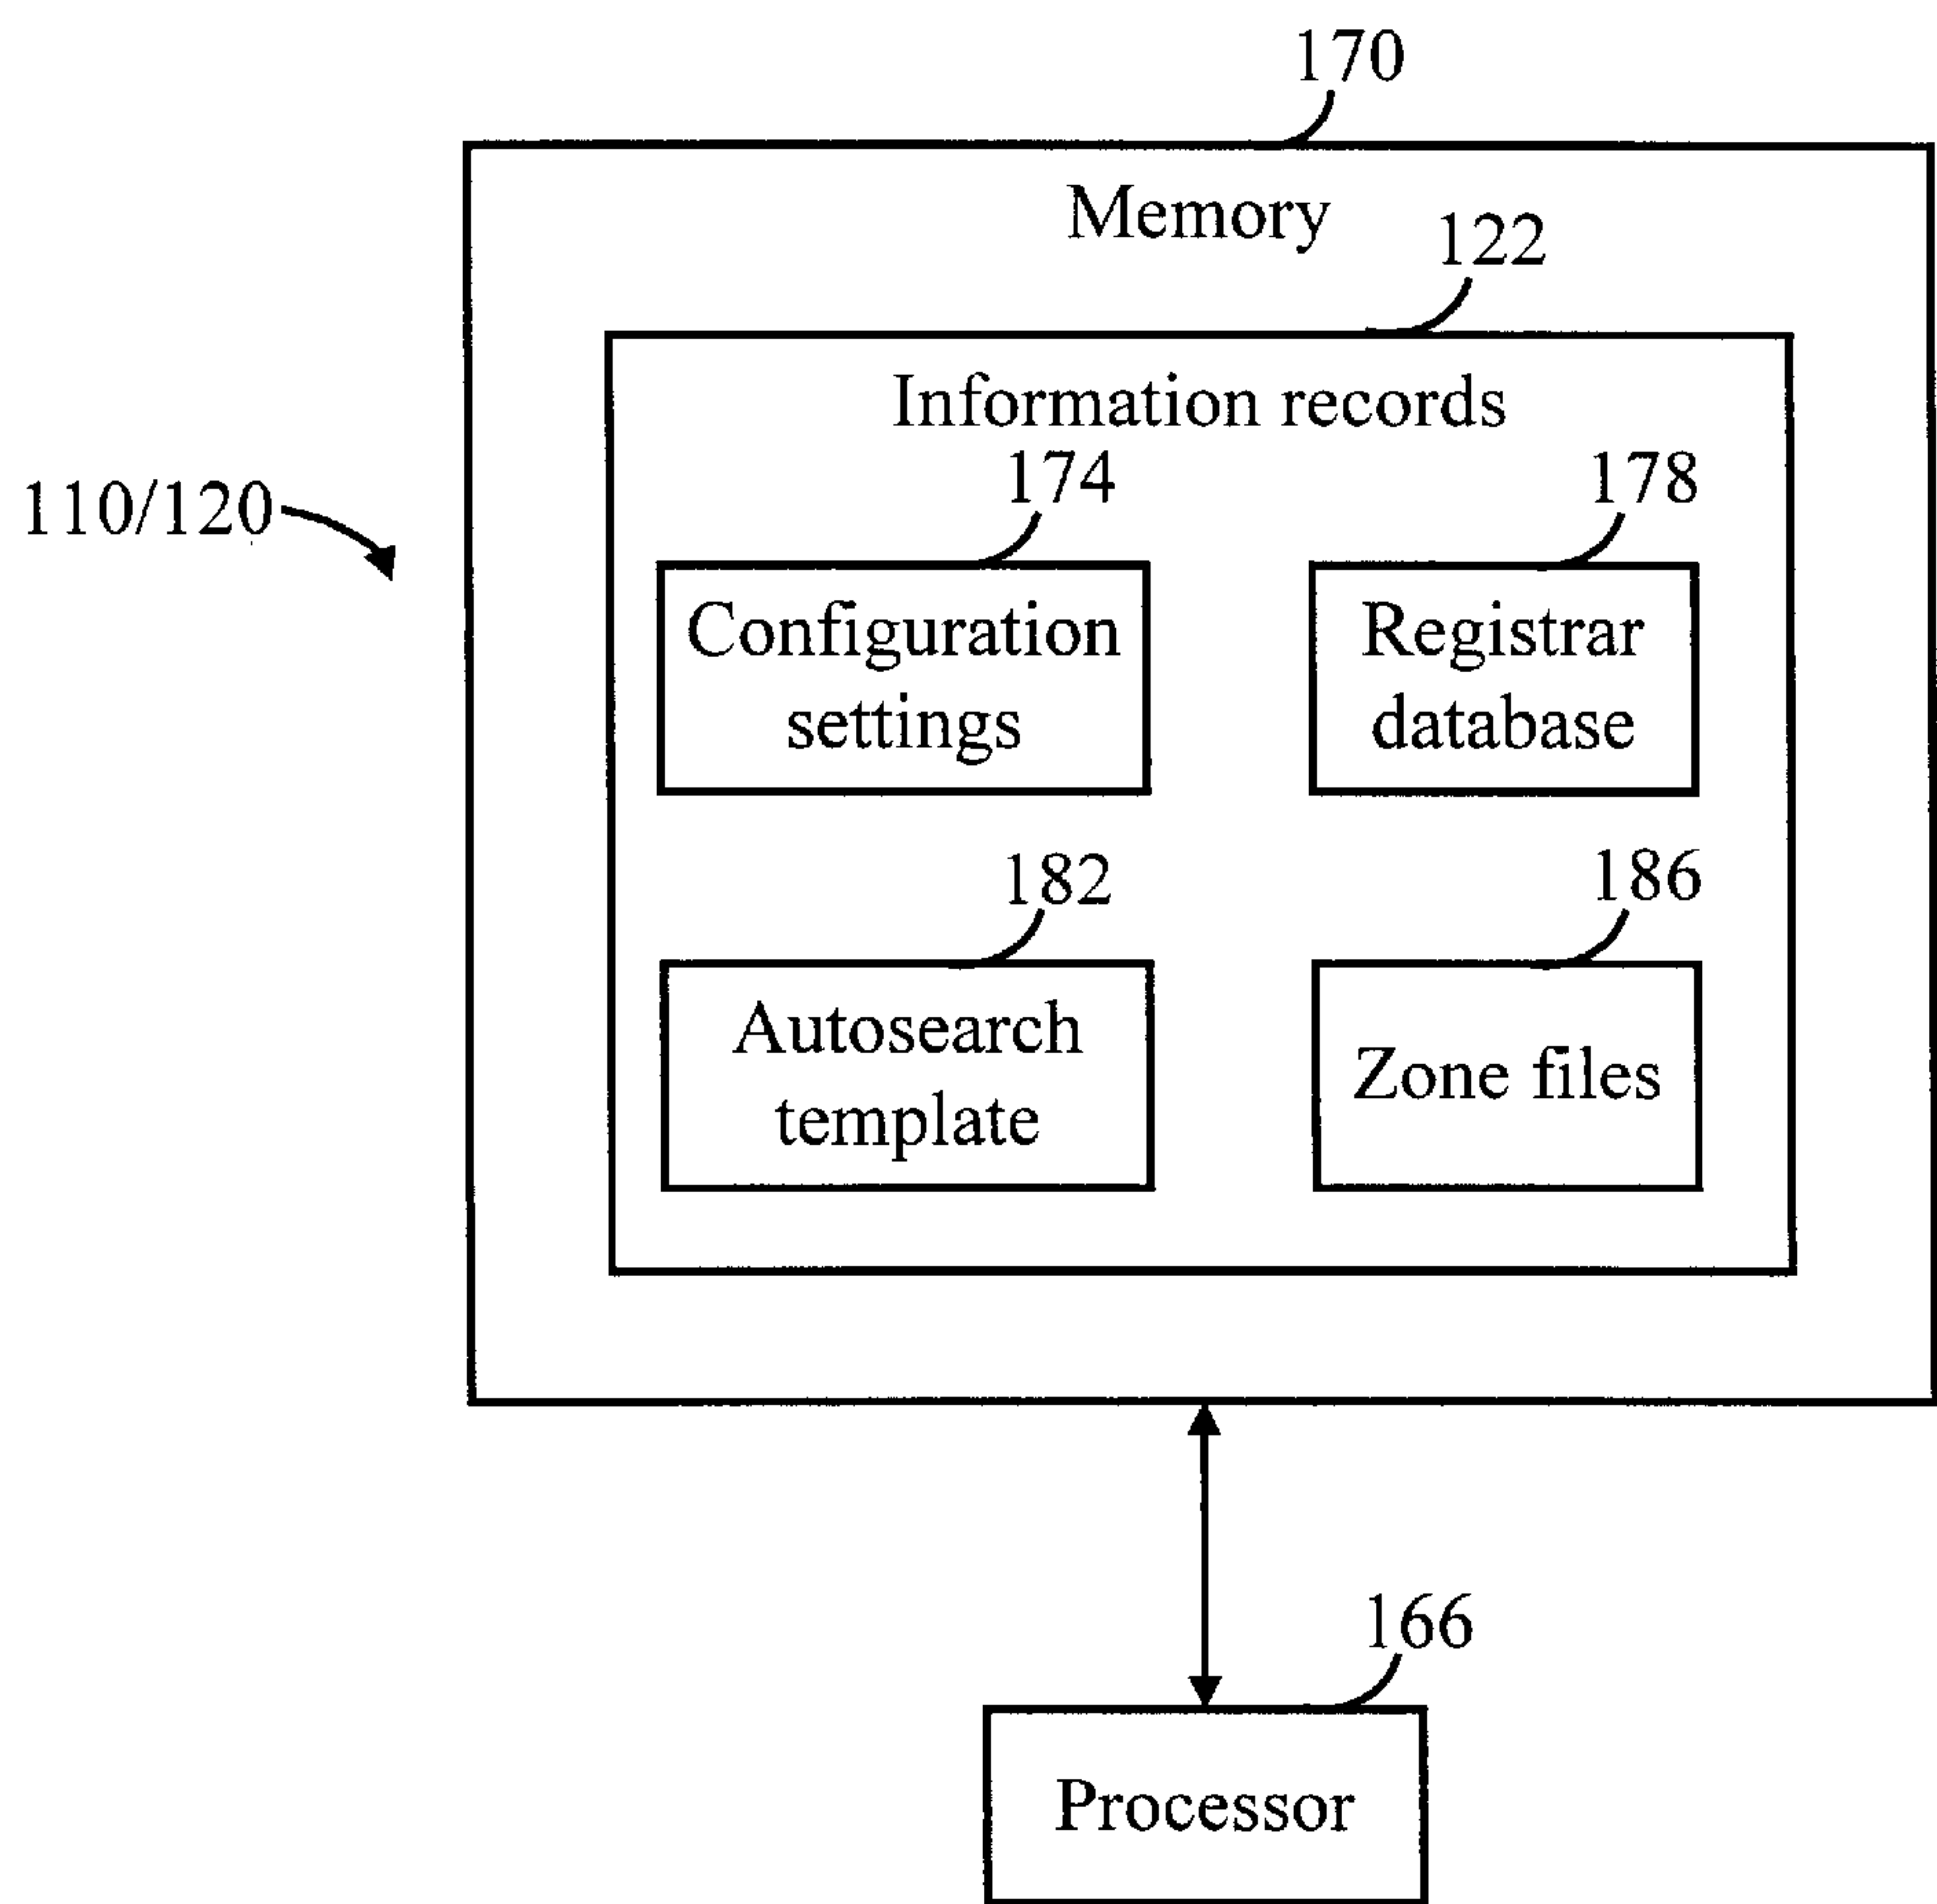 170
Memory
122
Information records
110/120
174
178
Configuration
settings
Registrar
database
182
186
Autosearch
template
Zone files
166
Processor